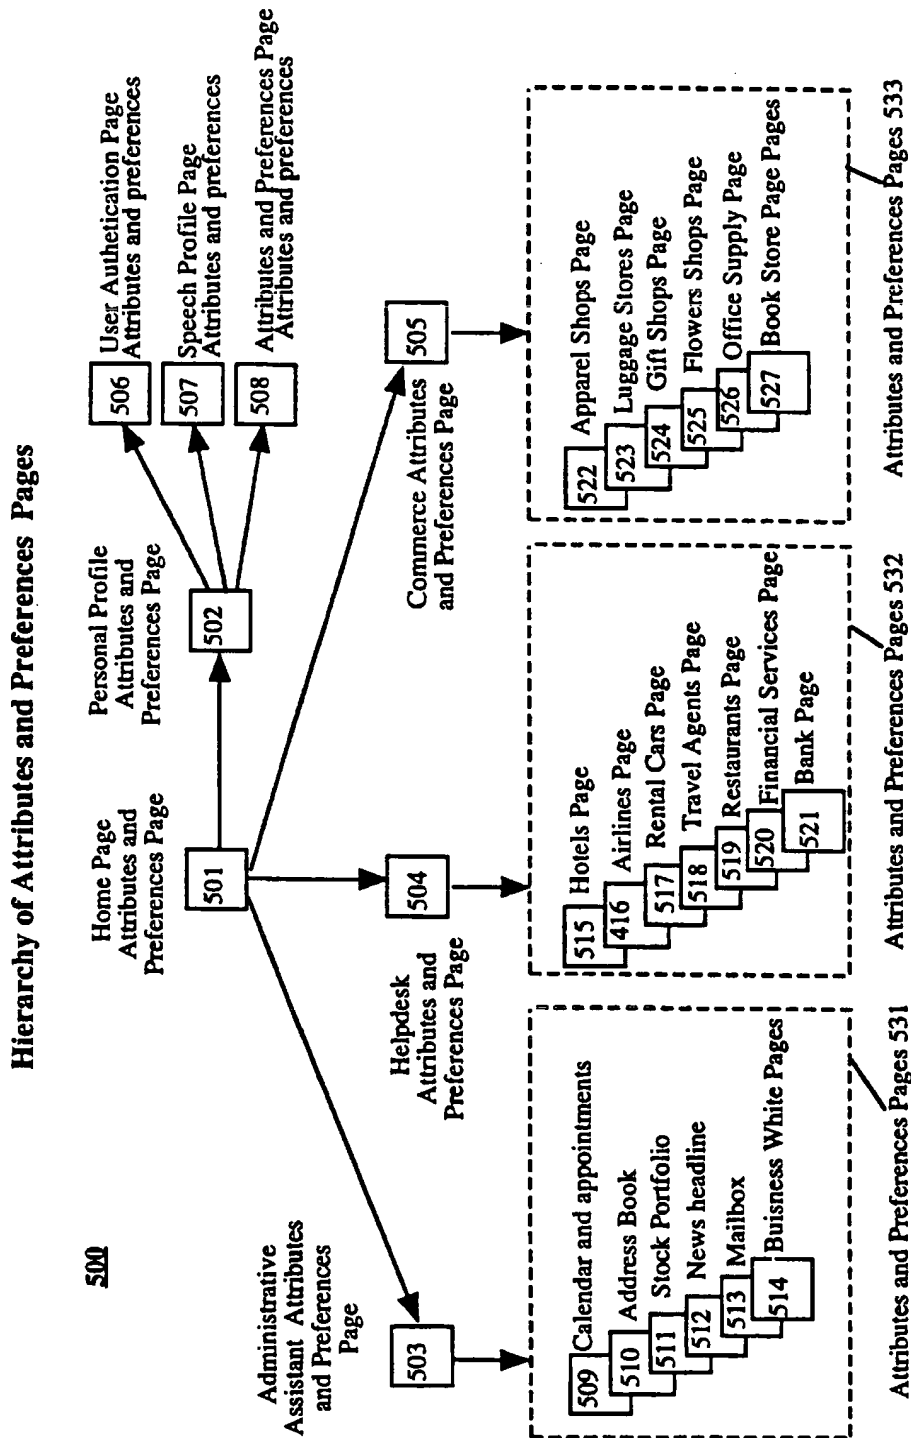 Hierarchy of Attributes and Preferences Pages
500
Home Page
Attributes and
Preferences Page
501
Personal Profile
Attributes and
Preferences Page
502
506
User Authetication Page
Attributes and preferences
507
Speech Profile Page
Attributes and preferences
508
Attributes and Preferences Page
Attributes and preferences
Administrative
Assistant Attributes
and Preferences
Page
503
Helpdesk
Attributes and
Preferences Page
504
Commerce Attributes
and Preferences Page
505
509
Calendar and appointments
510
Address Book
511
Stock Portfolio
512
News headline
513
Mailbox
514
Buisness White Pages
Attributes and Preferences Pages 531
515
Hotels Page
416
Airlines Page
517
Rental Cars Page
518
Travel Agents Page
519
Restaurants Page
520
Financial Services Page
521
Bank Page
Attributes and Preferences Pages 532
522
Apparel Shops Page
523
Luggage Stores Page
524
Gift Shops Page
525
Flowers Shops Page
526
Office Supply Page
527
Book Store Page Pages
Attributes and Preferences Pages 533